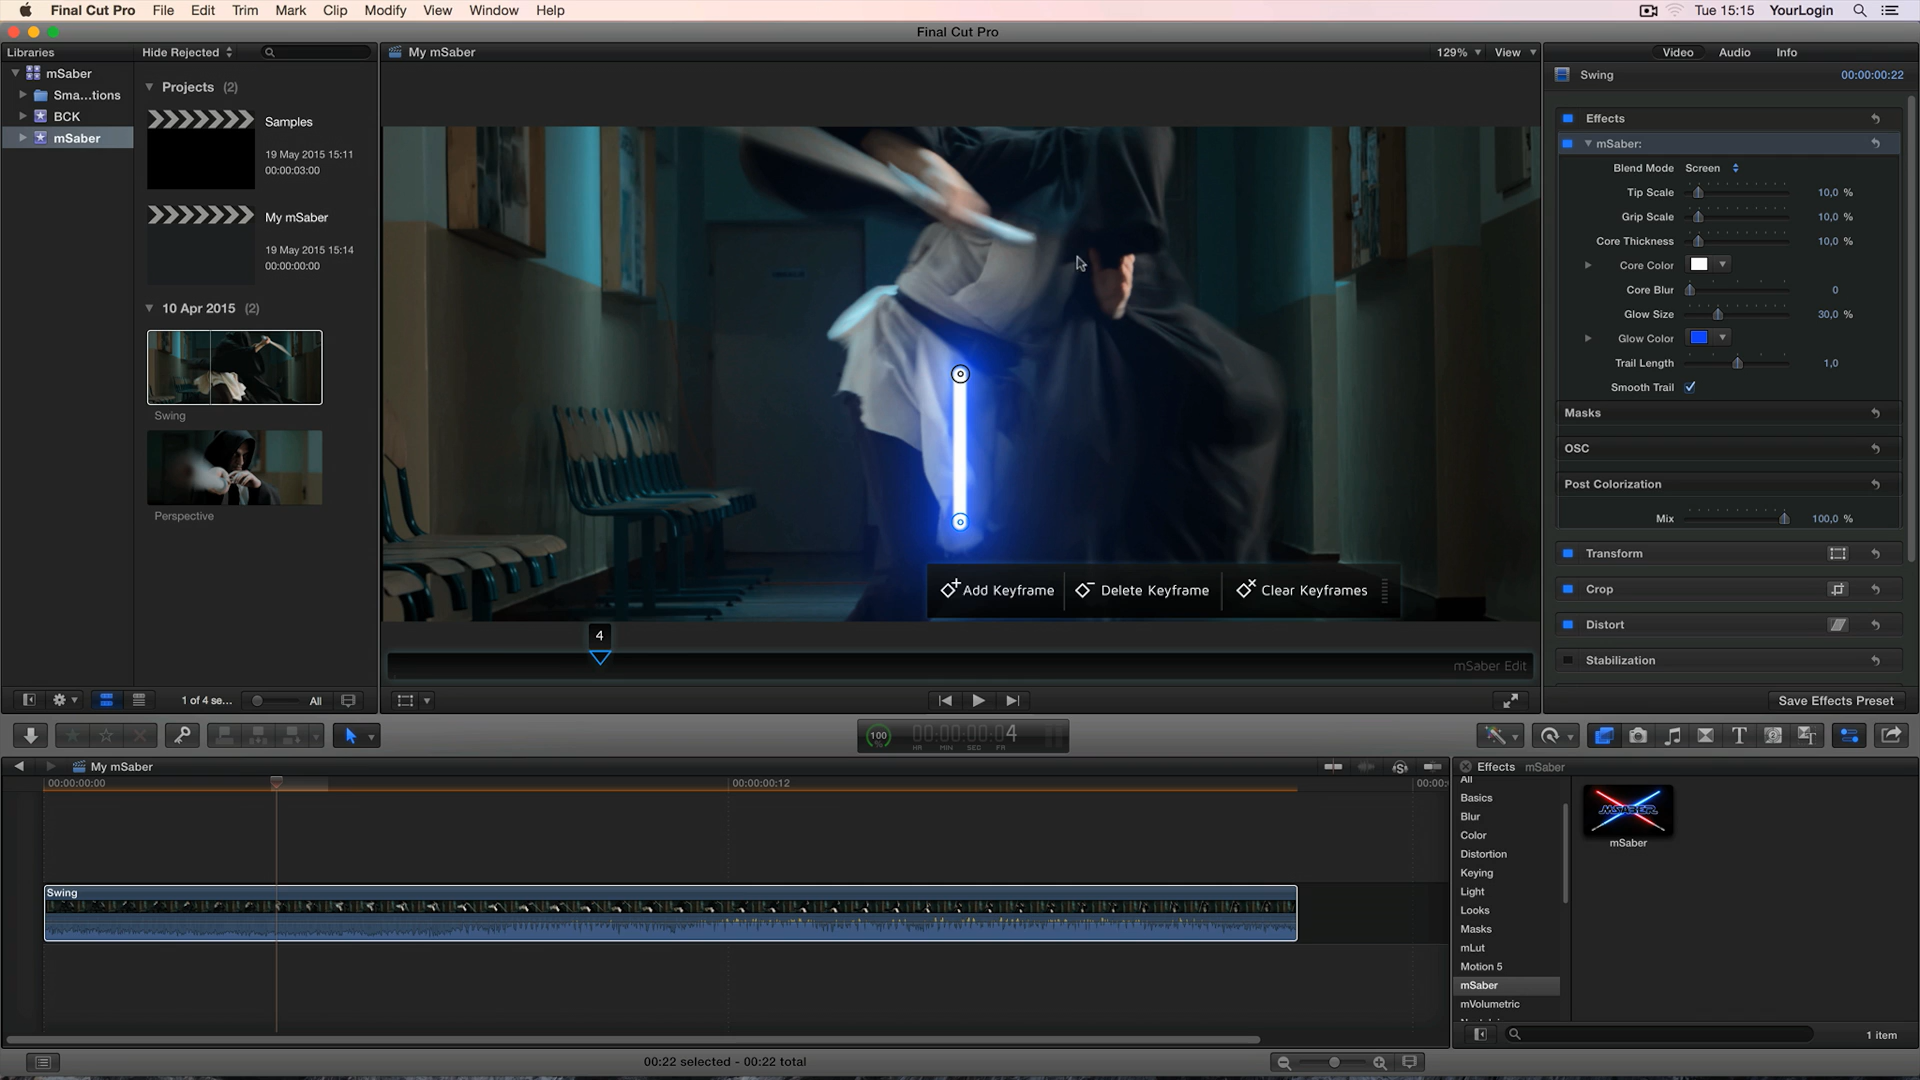 Final Cut Pro File Edit Trim Mark Clip Modify View Window Help
Tue 15:15 YourLogin
Final Cut Pro
Libraries
Hide Rejected
mSaber
Sma...tions
BCK
mSaber
Projects (2)
Samples
19 May 2015 15:11
00:00:03:00
My mSaber
19 May 2015 15:14
00:00:00:00
10 Apr 2015 (2)
Swing
Perspective
1 of 4 se...
All
My mSaber
129%
View
Add Keyframe
Delete Keyframe
Clear Keyframes
4
mSaber Edit
Video Audio Info
Swing
00:00:00:22
Effects
mSaber:
Blend Mode Screen
Tip Scale 10,0 %
Grip Scale 10,0 %
Core Thickness 10,0 %
Core Color
Core Blur 0
Glow Size 30,0 %
Glow Color
Trail Length 1,0
Smooth Trail
Masks
OSC
Post Colorization
Mix 100,0 %
Transform
Crop
Distort
Stabilization
Save Effects Preset
100
%
00:00:00:04
HR MIN SEC FR
My mSaber
00:00:00:00
00:00:00:12
00:00:
Swing
00:22 selected - 00:22 total
Effects mSaber
All
Basics
Blur
Color
Distortion
Keying
Light
Looks
Masks
mLut
Motion 5
mSaber
mVolumetric
MSABER
mSaber
1 item